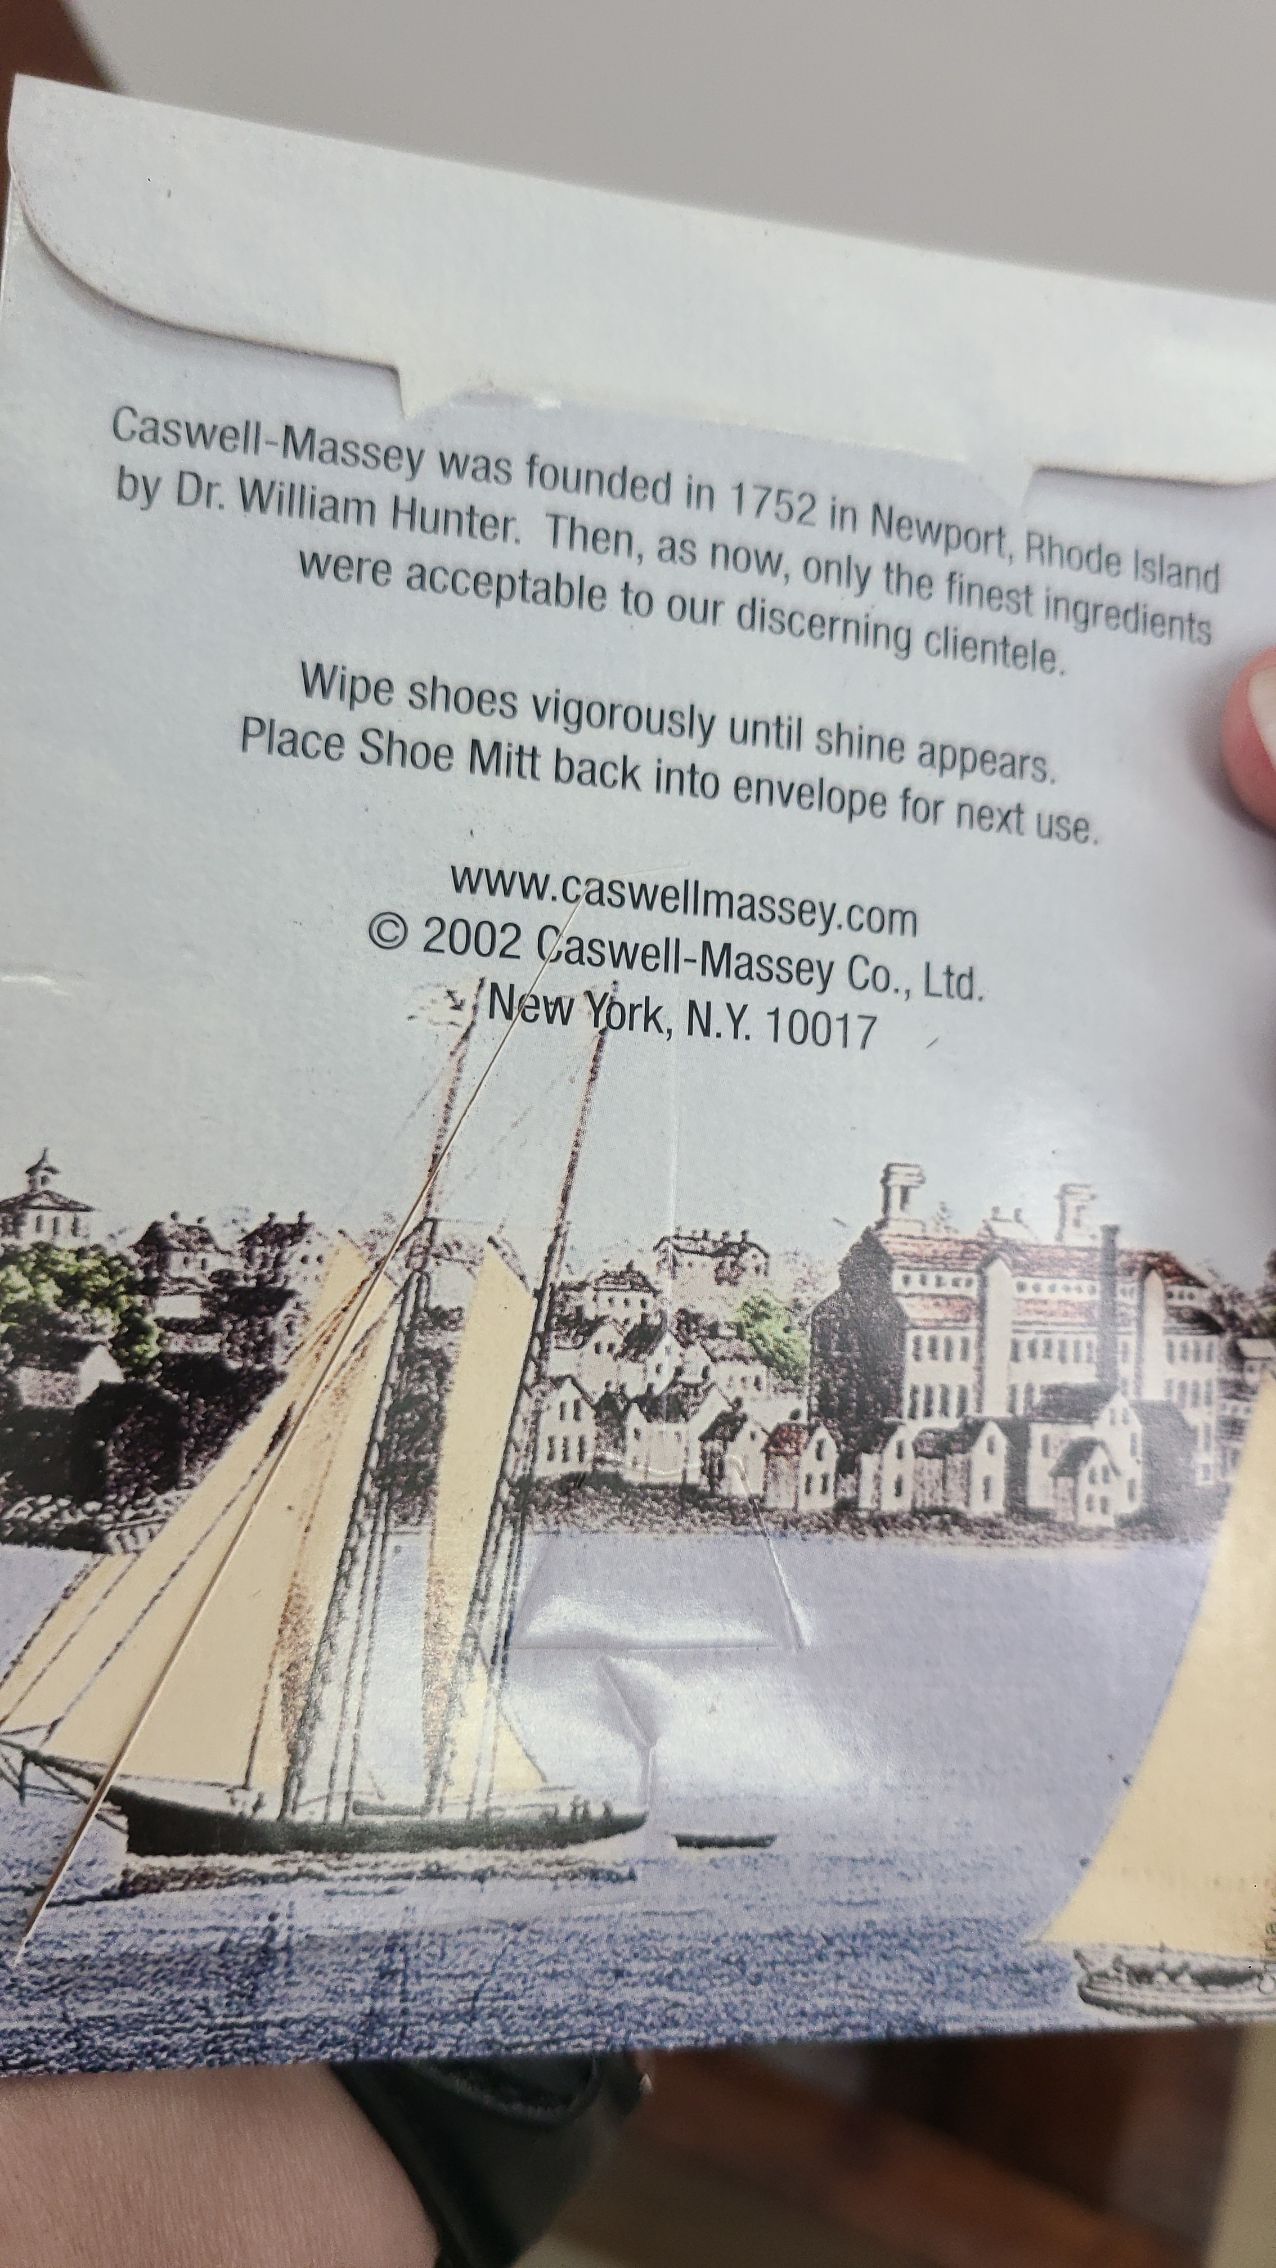 Caswell-Massey was founded in 1752 in Newport, Rhode Island
by Dr. William Hunter. Then, as now, only the finest ingredients
were acceptable to our discerning clientele.
Wipe shoes vigorously until shine appears.
Place Shoe Mitt back into envelope for next use.
www.caswellmassey.com
© 2002 Caswell-Massey Co., Ltd.
New York, N.Y. 10017